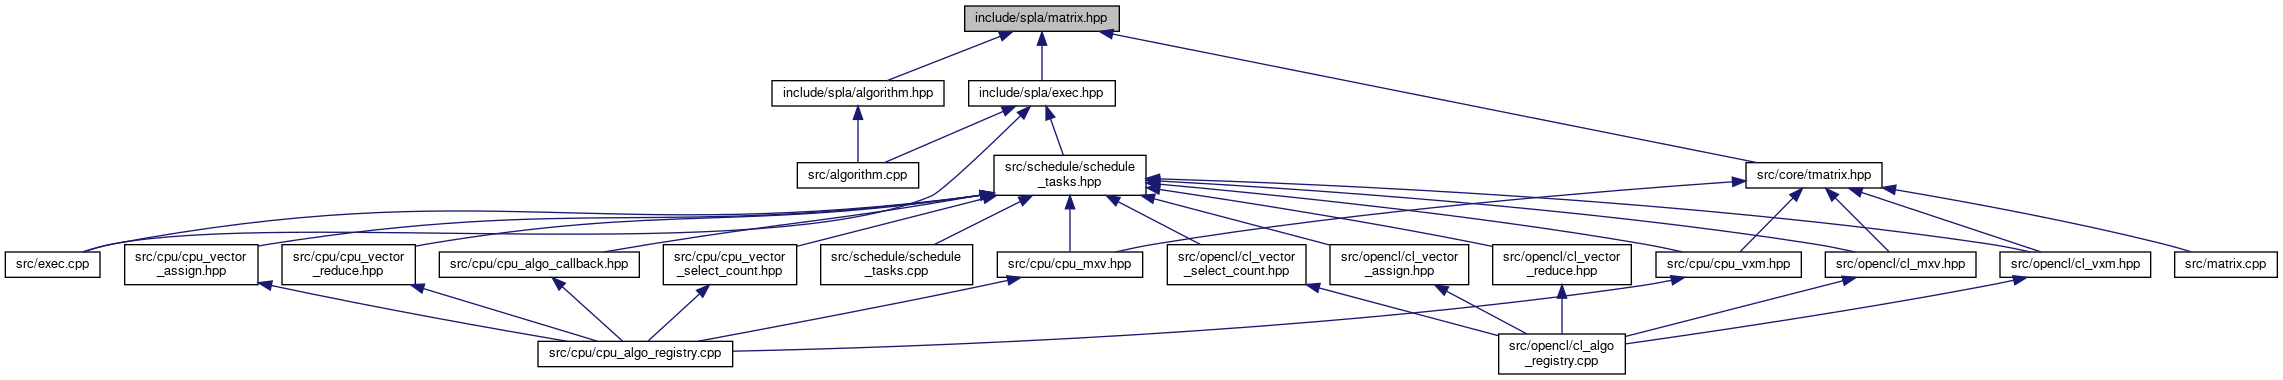 include/spla/matrix.hpp
include/spla/algorithm.hpp
include/spla/exec.hpp
src/algorithm.cpp
src/schedule/schedule
_tasks.hpp
src/core/tmatrix.hpp
src/exec.cpp
src/cpu/cpu_vector
_assign.hpp
src/cpu/cpu_vector
_reduce.hpp
src/cpu/cpu_algo_callback.hpp
src/cpu/cpu_vector
_select_count.hpp
src/schedule/schedule
_tasks.cpp
src/cpu/cpu_mxv.hpp
src/opencl/cl_vector
_select_count.hpp
src/opencl/cl_vector
_assign.hpp
src/opencl/cl_vector
_reduce.hpp
src/cpu/cpu_vxm.hpp
src/opencl/cl_mxv.hpp
src/opencl/cl_vxm.hpp
src/matrix.cpp
src/cpu/cpu_algo_registry.cpp
src/opencl/cl_algo
_registry.cpp